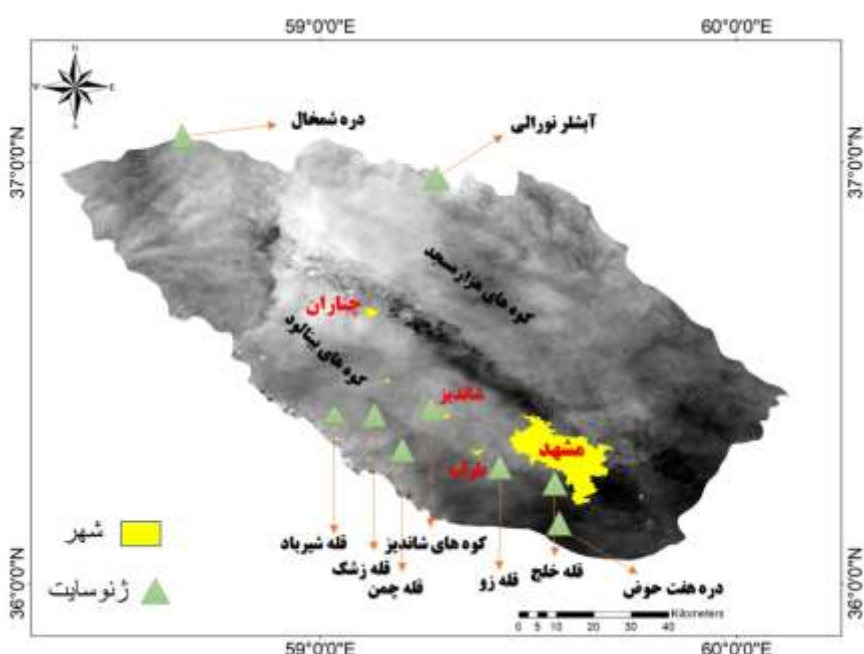 59°0'0"E
60°0'0"E
N
W
E
S
دره شمخال
آبشلر نورالی
37°0'0"N
37°0'0"N
کوه های هزارمسجد
چناران
کوه های بینالود
شاندیز
مشهد
شهر
قله شیرباد
کوه های شاندیز
قله زشک
قله چمن
قله زو
قله خلج
دره هفت حوض
ژئوسایت
36°0'0"N
36°0'0"N
Kilometers
0 5 10 20 30 40
59°0'0"E
60°0'0"E